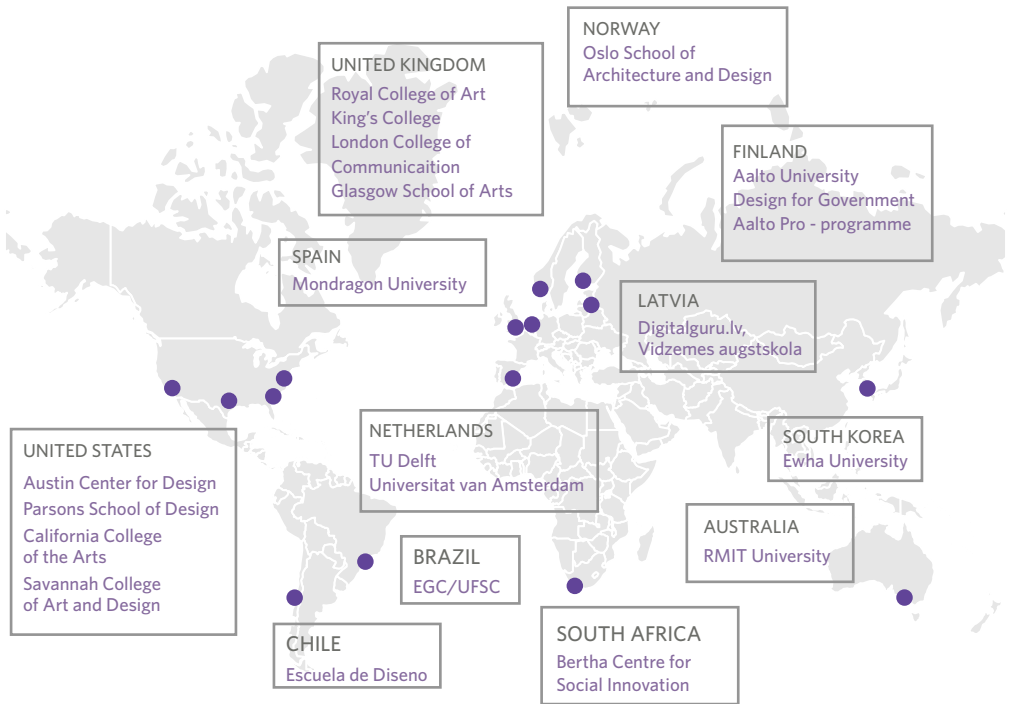 NORWAY
Oslo School of
Architecture and Design
UNITED KINGDOM
Royal College of Art
King's College
London College of
Communicaition
Glasgow School of Arts
FINLAND
Aalto University
Design for Government
Aalto Pro - programme
SPAIN
Mondragon University
LATVIA
Digitalguru.lv,
Vidzemes augstskola
NETHERLANDS
TU Delft
Universitat van Amsterdam
SOUTH KOREA
Ewha University
UNITED STATES
Austin Center for Design
Parsons School of Design
California College
of the Arts
Savannah College
of Art and Design
AUSTRALIA
RMIT University
BRAZIL
EGC/UFSC
CHILE
Escuela de Diseno
SOUTH AFRICA
Bertha Centre for
Social Innovation